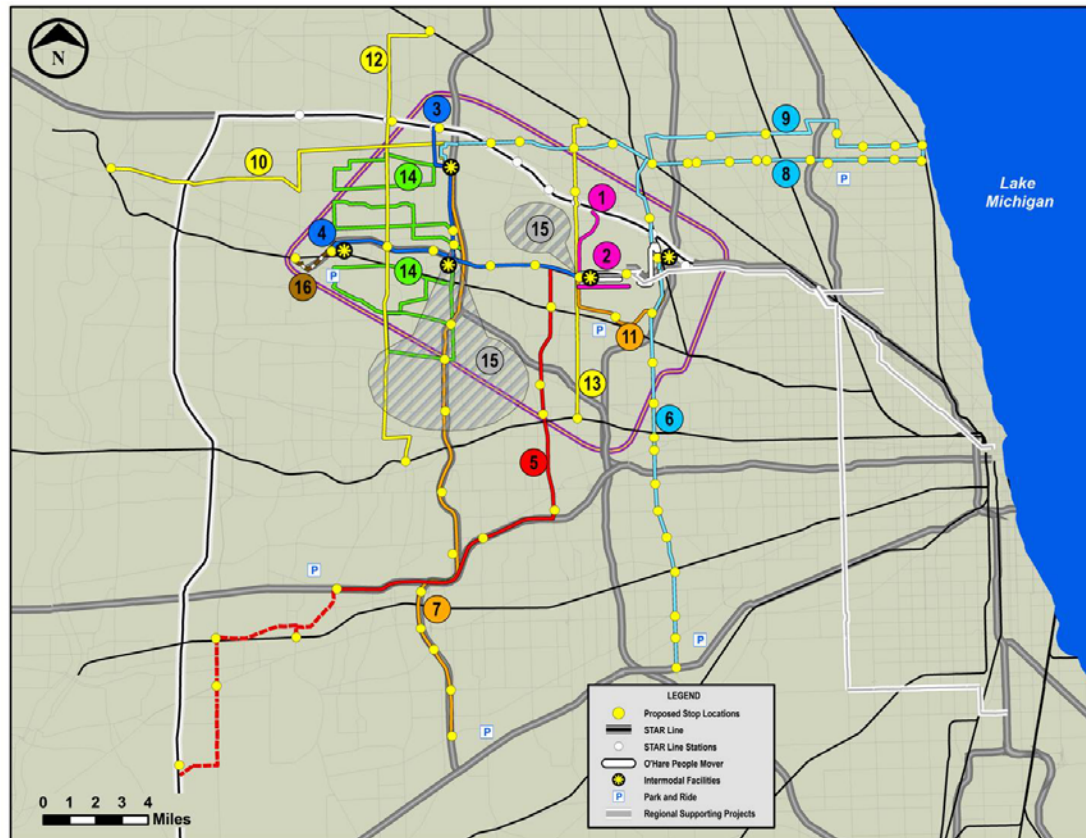 N
12
3
9
10
14
8
P
1
15
4
2
14
P
16
15
P
11
13
6
5
P
7
P
P
Lake
Michigan
LEGEND
Proposed Stop Locations
STAR Line
STAR Line Stations
O'Hare People Mover
Intermodal Facilities
P Park and Ride
Regional Supporting Projects
0 1 2 3 4
Miles